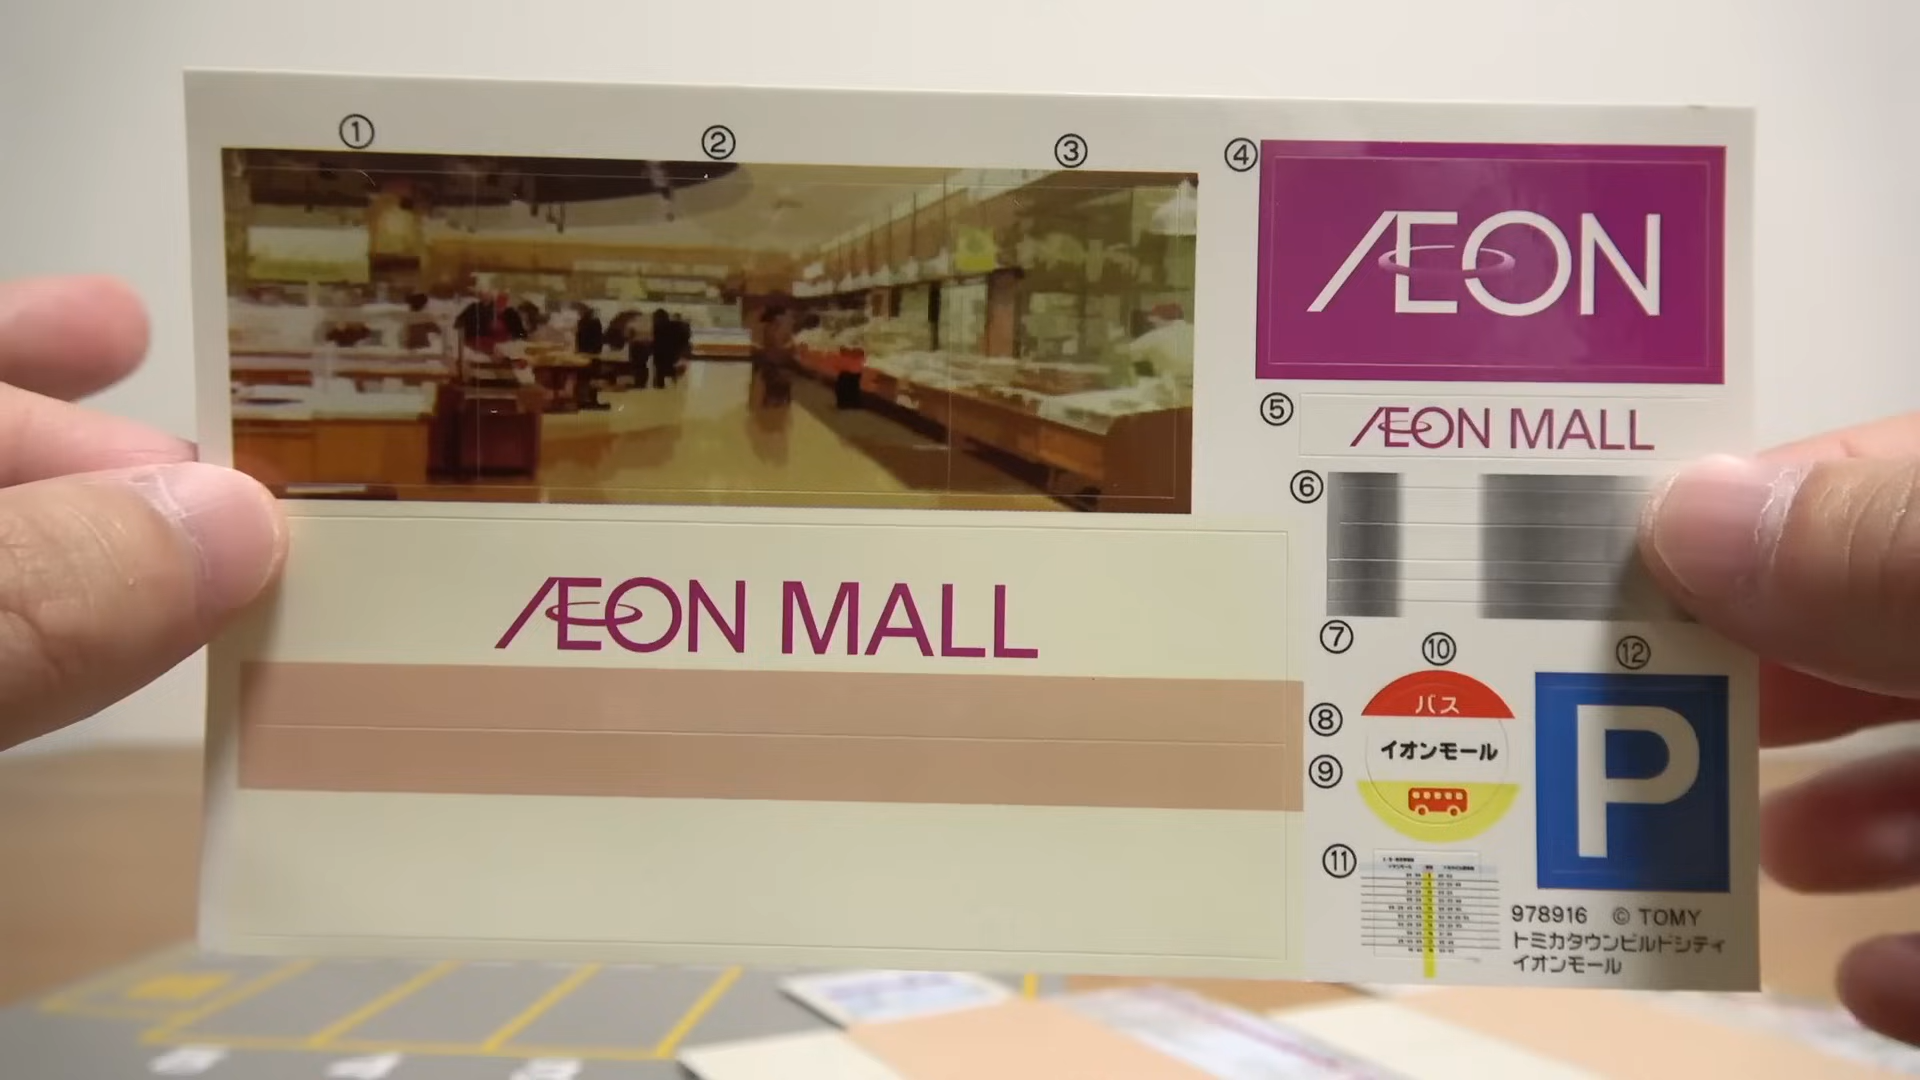 ① ② ③ ④
ÆON
⑤ ÆON MALL
⑥
ÆON MALL
⑦ ⑩ ⑫
バス
⑧ イオンモール
⑨
P
⑪
978916 © TOMY
トミカタウンビルドシティ
イオンモール